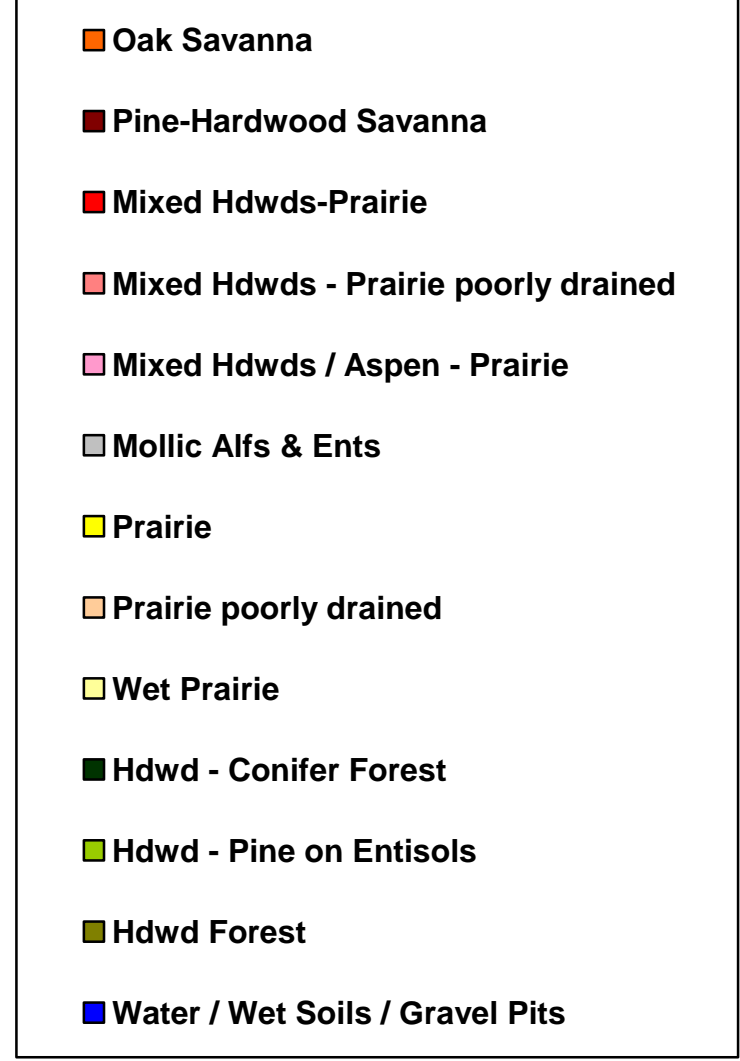 Oak Savanna
Pine-Hardwood Savanna
Mixed Hdwds-Prairie
Mixed Hdwds - Prairie poorly drained
Mixed Hdwds / Aspen - Prairie
Mollic Alfs & Ents
Prairie
Prairie poorly drained
Wet Prairie
Hdwd - Conifer Forest
Hdwd - Pine on Entisols
Hdwd Forest
Water / Wet Soils / Gravel Pits